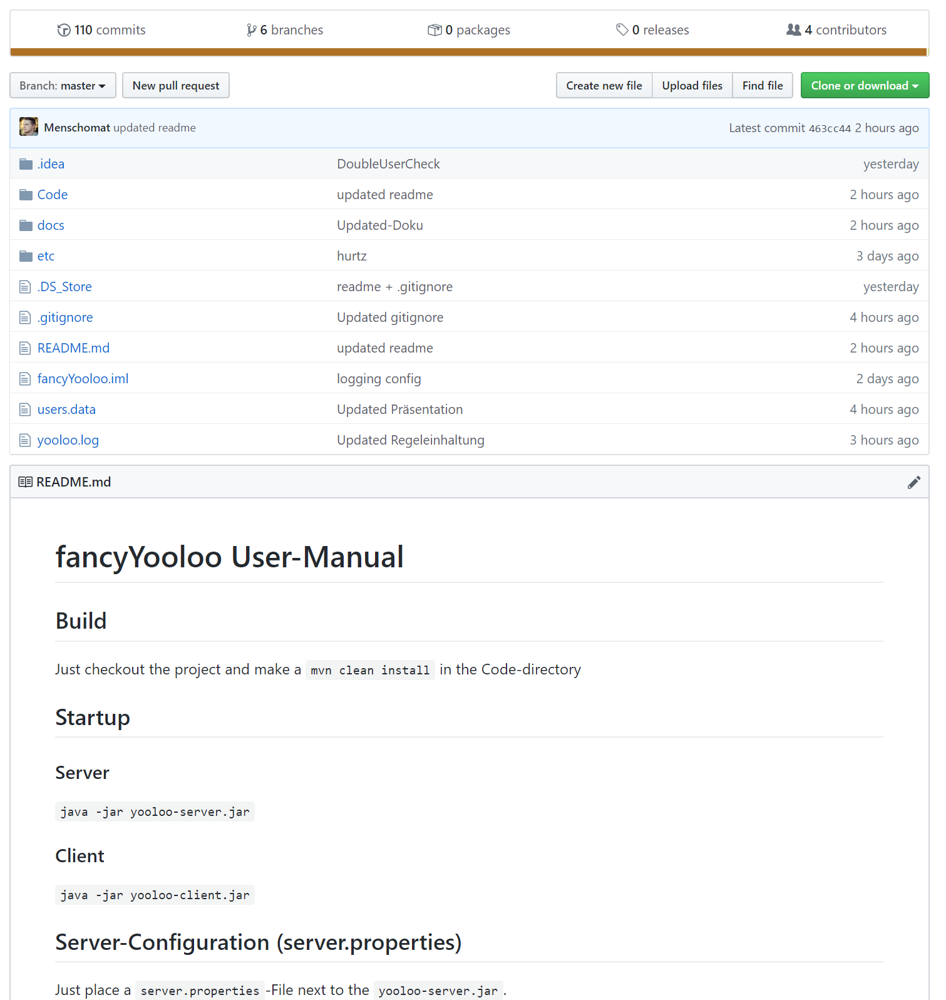 110 commits 6 branches 0 packages 0 releases 4 contributors
Branch: master New pull request Create new file Upload files Find file Clone or download
Menschomat updated readme Latest commit 463cc44 2 hours ago
.idea DoubleUserCheck yesterday
Code updated readme 2 hours ago
docs Updated-Doku 2 hours ago
etc hurtz 3 days ago
.DS_Store readme + .gitignore yesterday
.gitignore Updated gitignore 4 hours ago
README.md updated readme 2 hours ago
fancyYooloo.iml logging config 2 days ago
users.data Updated Präsentation 4 hours ago
yooloo.log Updated Regeleinhaltung 3 hours ago
README.md
fancyYooloo User-Manual
Build
Just checkout the project and make a mvn clean install in the Code-directory
Startup
Server
java -jar yooloo-server.jar
Client
java -jar yooloo-client.jar
Server-Configuration (server.properties)
Just place a server.properties -File next to the yooloo-server.jar .